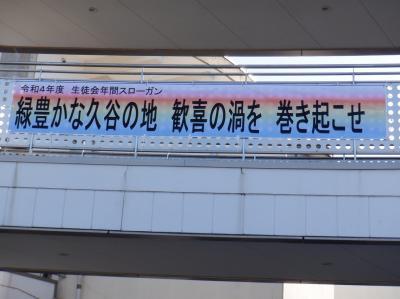 令和4年度 生徒会年間スローガン
緑豊かな久谷の地 歓喜の渦を 巻き起こせ